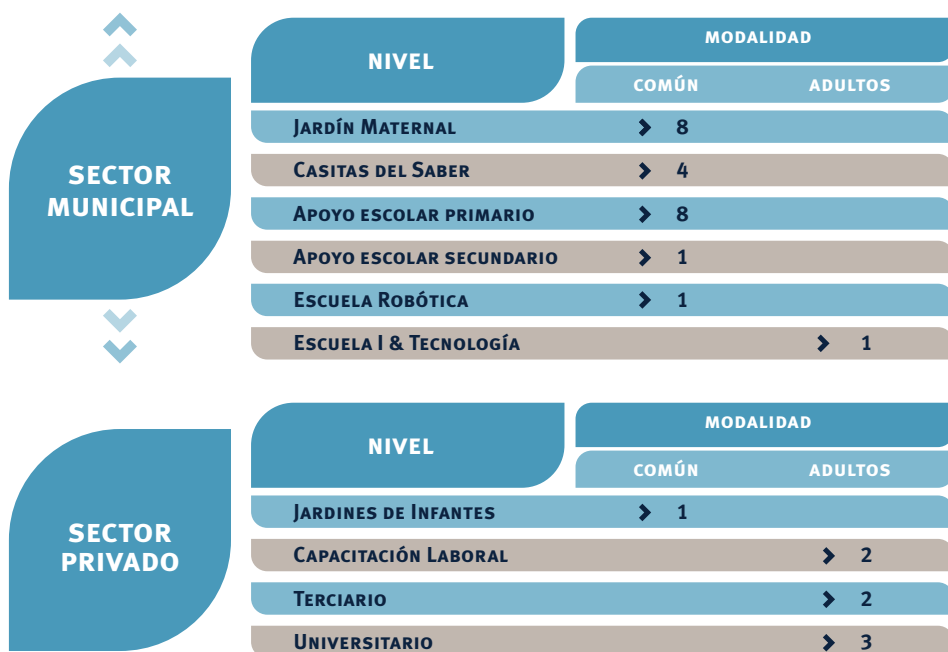 SECTOR
MUNICIPAL
NIVEL
MODALIDAD
COMÚN ADULTOS
JARDÍN MATERNAL 8
CASITAS DEL SABER 4
APOYO ESCOLAR PRIMARIO 8
APOYO ESCOLAR SECUNDARIO 1
ESCUELA ROBÓTICA 1
ESCUELA I & TECNOLOGÍA 1
SECTOR
PRIVADO
NIVEL
MODALIDAD
COMÚN ADULTOS
JARDINES DE INFANTES 1
CAPACITACIÓN LABORAL 2
TERCIARIO 2
UNIVERSITARIO 3